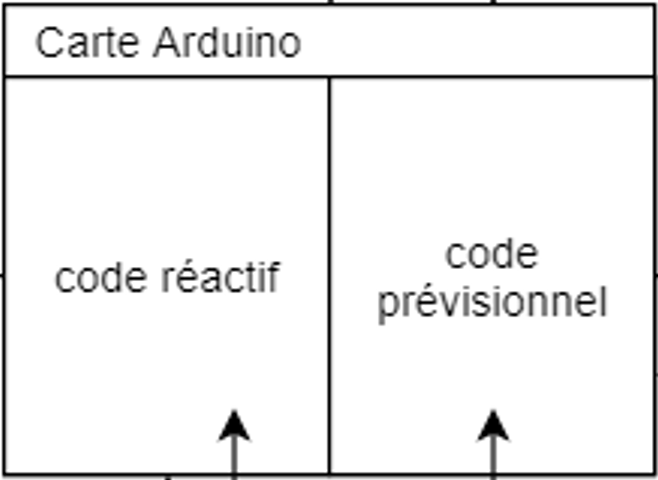 Carte Arduino
code réactif
code
prévisionnel